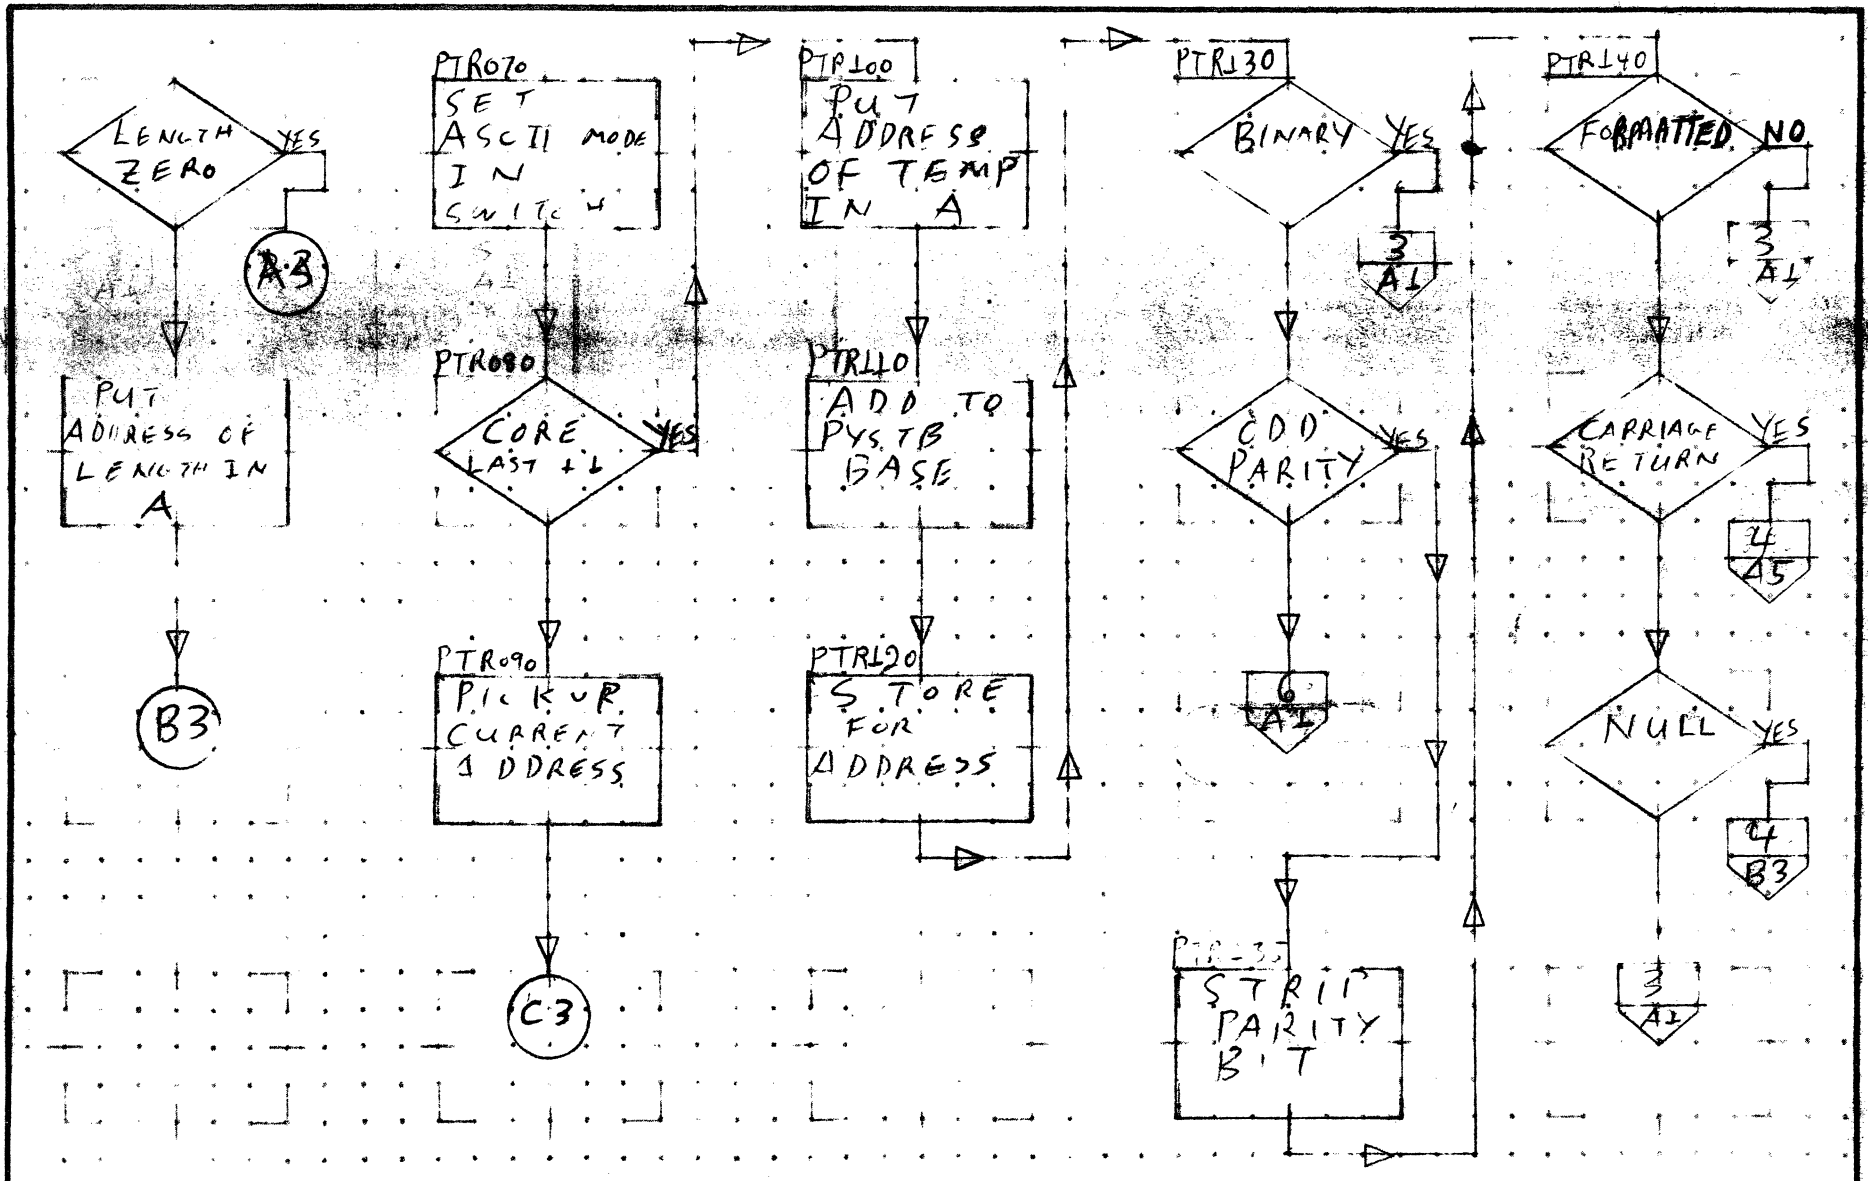 LENGTH
ZERO
YES
A3
PUT
ADDRESS OF
LENGTH IN
A
B3
PTR070
SET
ASCII MODE
IN
SWITCH
PTR080
CORE
LAST +1
YES
PTR090
PICKUP
CURRENT
ADDRESS
C3
PTR100
PUT
ADDRESS
OF TEMP
IN A
PTR110
ADD TO
PYSTB
BASE
PTR120
STORE
FOR
ADDRESS
PTR130
BINARY
YES
3
A1
ODD
PARITY
YES
6
A1
PTR135
STRIP
PARITY
BIT
PTR140
FORMATTED
NO
3
A1
CARRIAGE
RETURN
YES
4
A5
NULL
YES
4
B3
3
A1